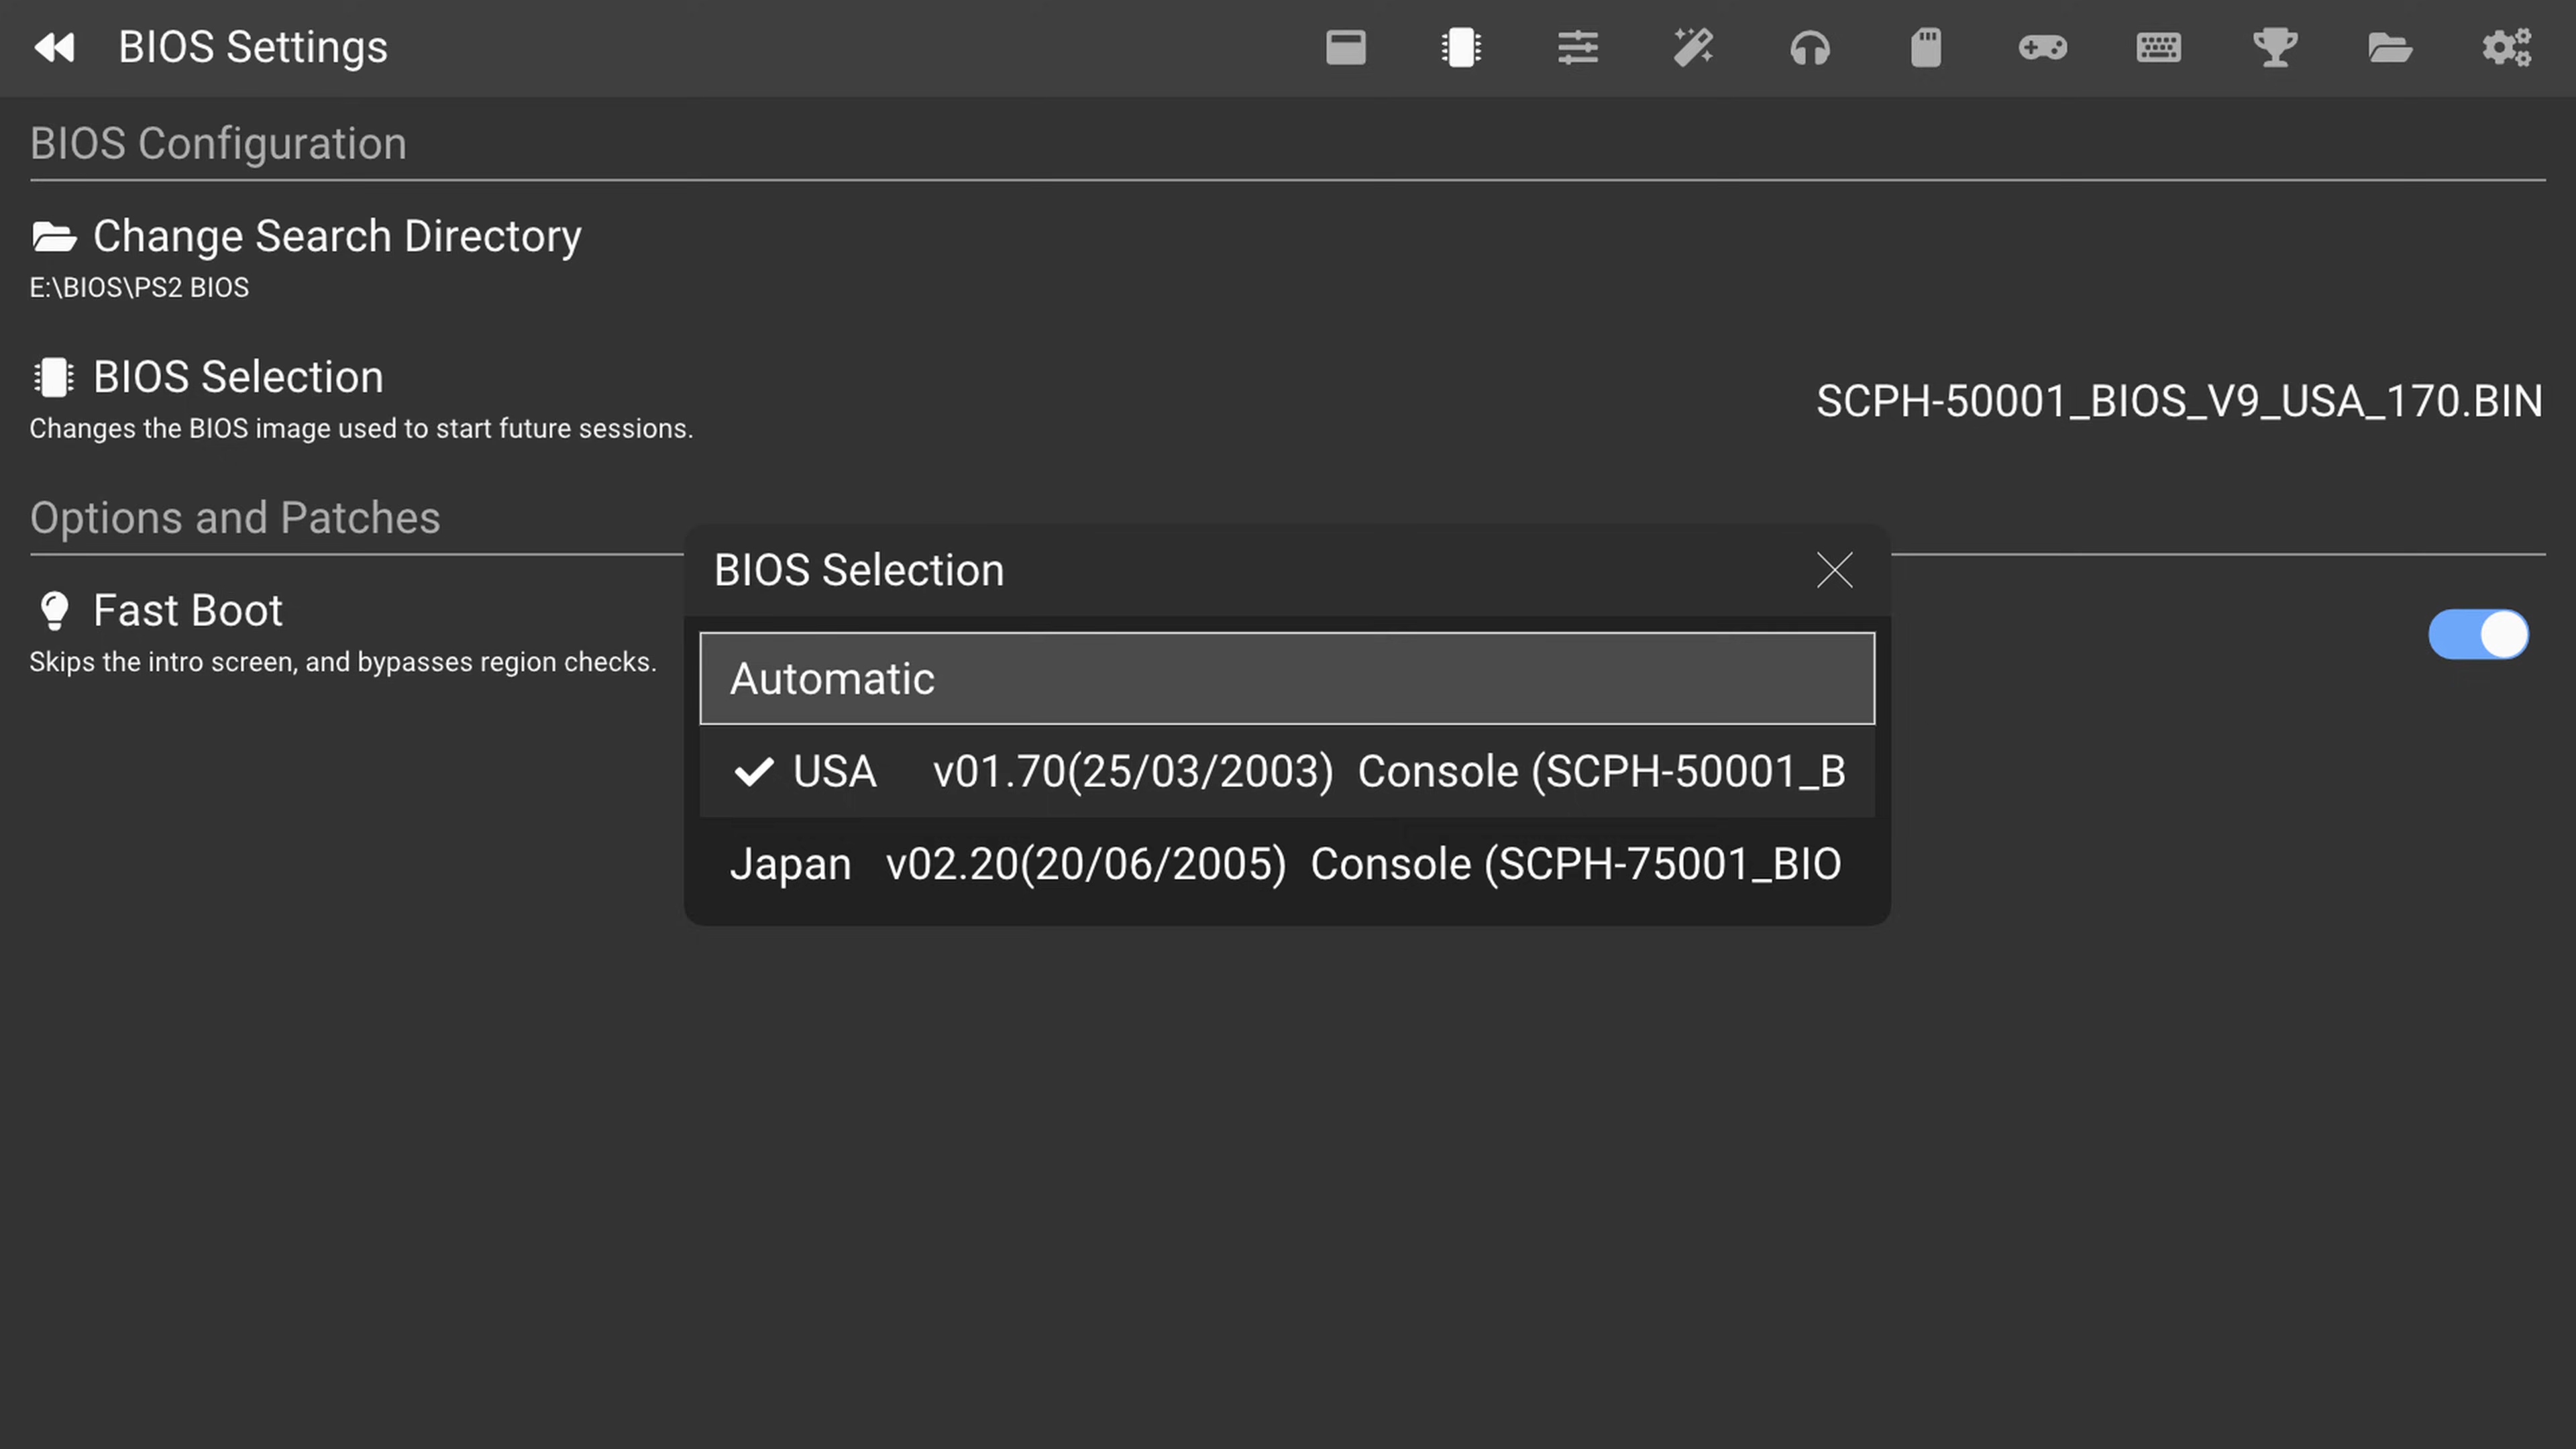 BIOS Settings
BIOS Configuration
Change Search Directory
E:\BIOS\PS2 BIOS
BIOS Selection
Changes the BIOS image used to start future sessions.
SCPH-50001_BIOS_V9_USA_170.BIN
Options and Patches
Fast Boot
Skips the intro screen, and bypasses region checks.
BIOS Selection
Automatic
USA v01.70(25/03/2003) Console (SCPH-50001_B
Japan v02.20(20/06/2005) Console (SCPH-75001_BIO